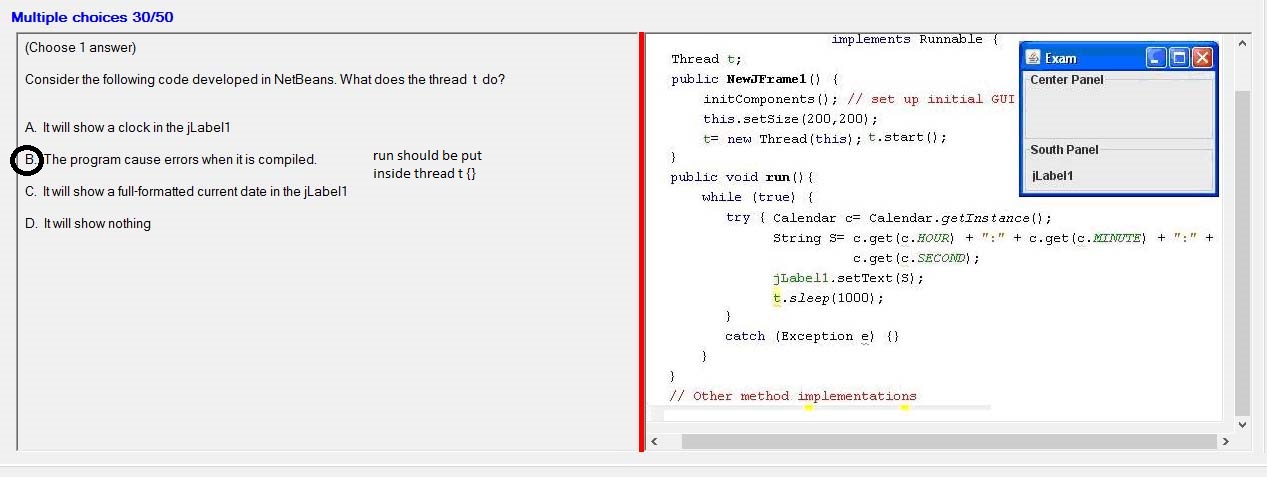 Multiple choices 30/50
(Choose 1 answer)
Consider the following code developed in NetBeans. What does the thread t do?
A. It will show a clock in the jLabel1
B. The program cause errors when it is compiled.
run should be put
inside thread t {}
C. It will show a full-formatted current date in the jLabel1
D. It will show nothing
implements Runnable {
Thread t;
public NewJFrame1() {
initComponents(); // set up initial GUI
this.setSize(200,200);
t= new Thread(this); t.start();
}
public void run(){
while (true) {
try { Calendar c= Calendar.getInstance();
String S= c.get(c.HOUR) + ":" + c.get(c.MINUTE) + ":" +
c.get(c.SECOND);
jLabel1.setText(S);
t.sleep(1000);
}
catch (Exception e) {}
}
}
// Other method implementations
Exam
Center Panel
South Panel
jLabel1